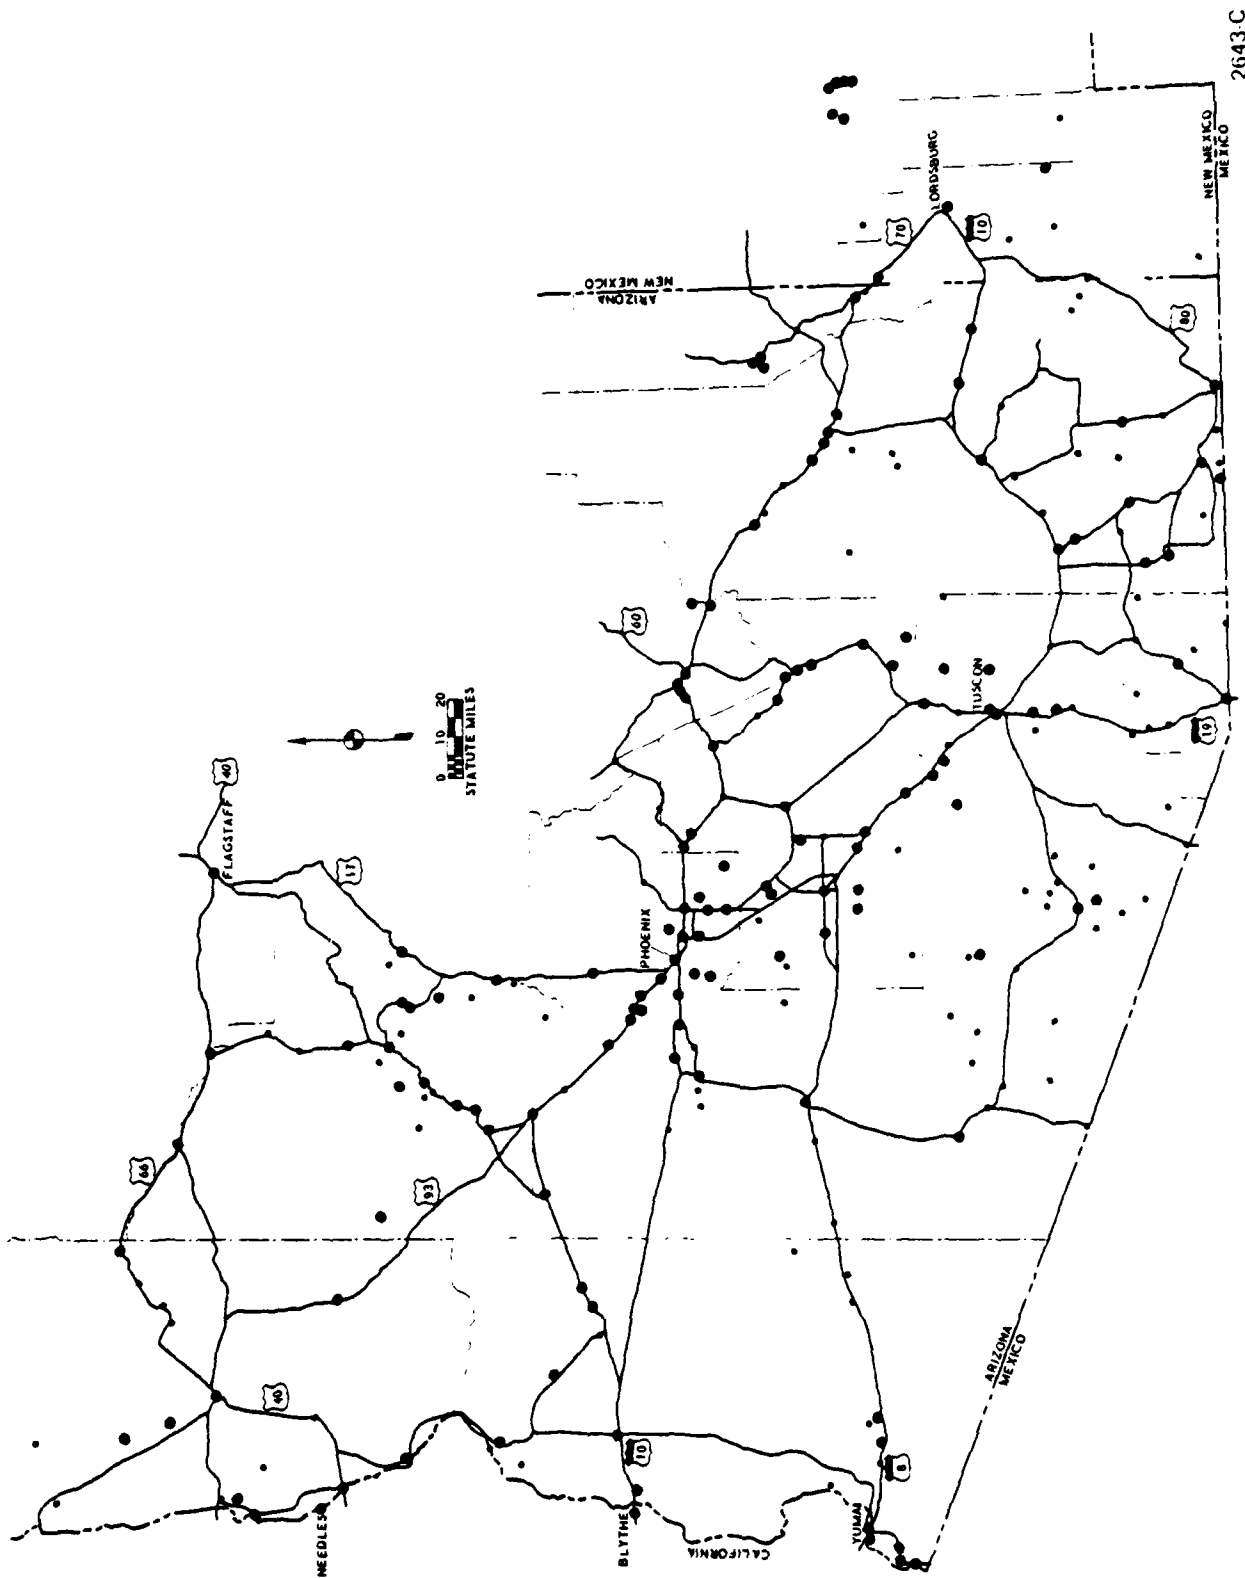 2643-C
40
FLAGSTAFF
17
66
93
40
NEEDLES
0 10 20
STATUTE MILES
60
PHOENIX
ARIZONA
NEW MEXICO
70
LORDSBURG
10
80
TUSCON
19
NEW MEXICO
MEXICO
10
BLYTHE
CALIFORNIA
YUMAI
8
ARIZONA
MEXICO